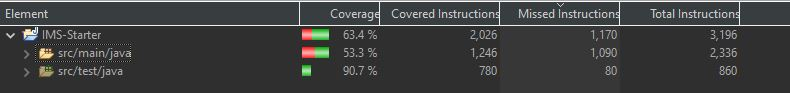 Element Coverage Covered Instructions Missed Instructions Total Instructions
IMS-Starter 63.4 % 2,026 1,170 3,196
src/main/java 53.3 % 1,246 1,090 2,336
src/test/java 90.7 % 780 80 860